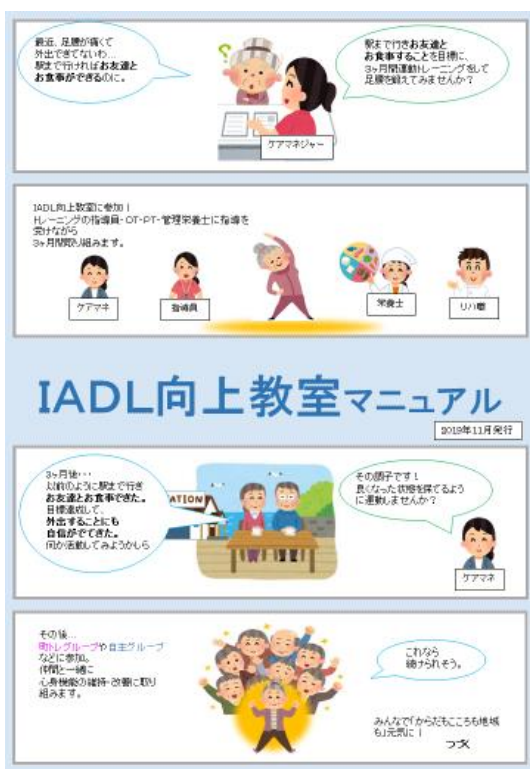 最近、足腰が痛くて
外出できてないわ…
駅まで行ければお友達と
お食事ができるのに。
駅まで行きお友達と
お食事することを目標に、
3ヶ月間運動トレーニングをして
足腰を鍛えてみませんか？
ケアマネジャー
IADL向上教室に参加！
トレーニングの指導員・OT・PT・管理栄養士に指導を
受けながら
3ヶ月間取り組みます。
ケアマネ
指導員
栄養士
リハ職
IADL向上教室マニュアル
2019年11月発行
3ヶ月後・・・
以前のように駅まで行き
お友達とお食事できた。
目標達成して、
外出することにも
自信がでてきた。
何か活動してみようかしら
ATION
その調子です！
良くなった状態を保てるよう
に運動しませんか？
ケアマネ
その後…
町トレグループや自主グループ
などに参加。
仲間と一緒に
心身機能の維持・改善に取り
組みます。
これなら
続けられそう。
みんなで「からだもこころも地域
も」元気に！
つづく